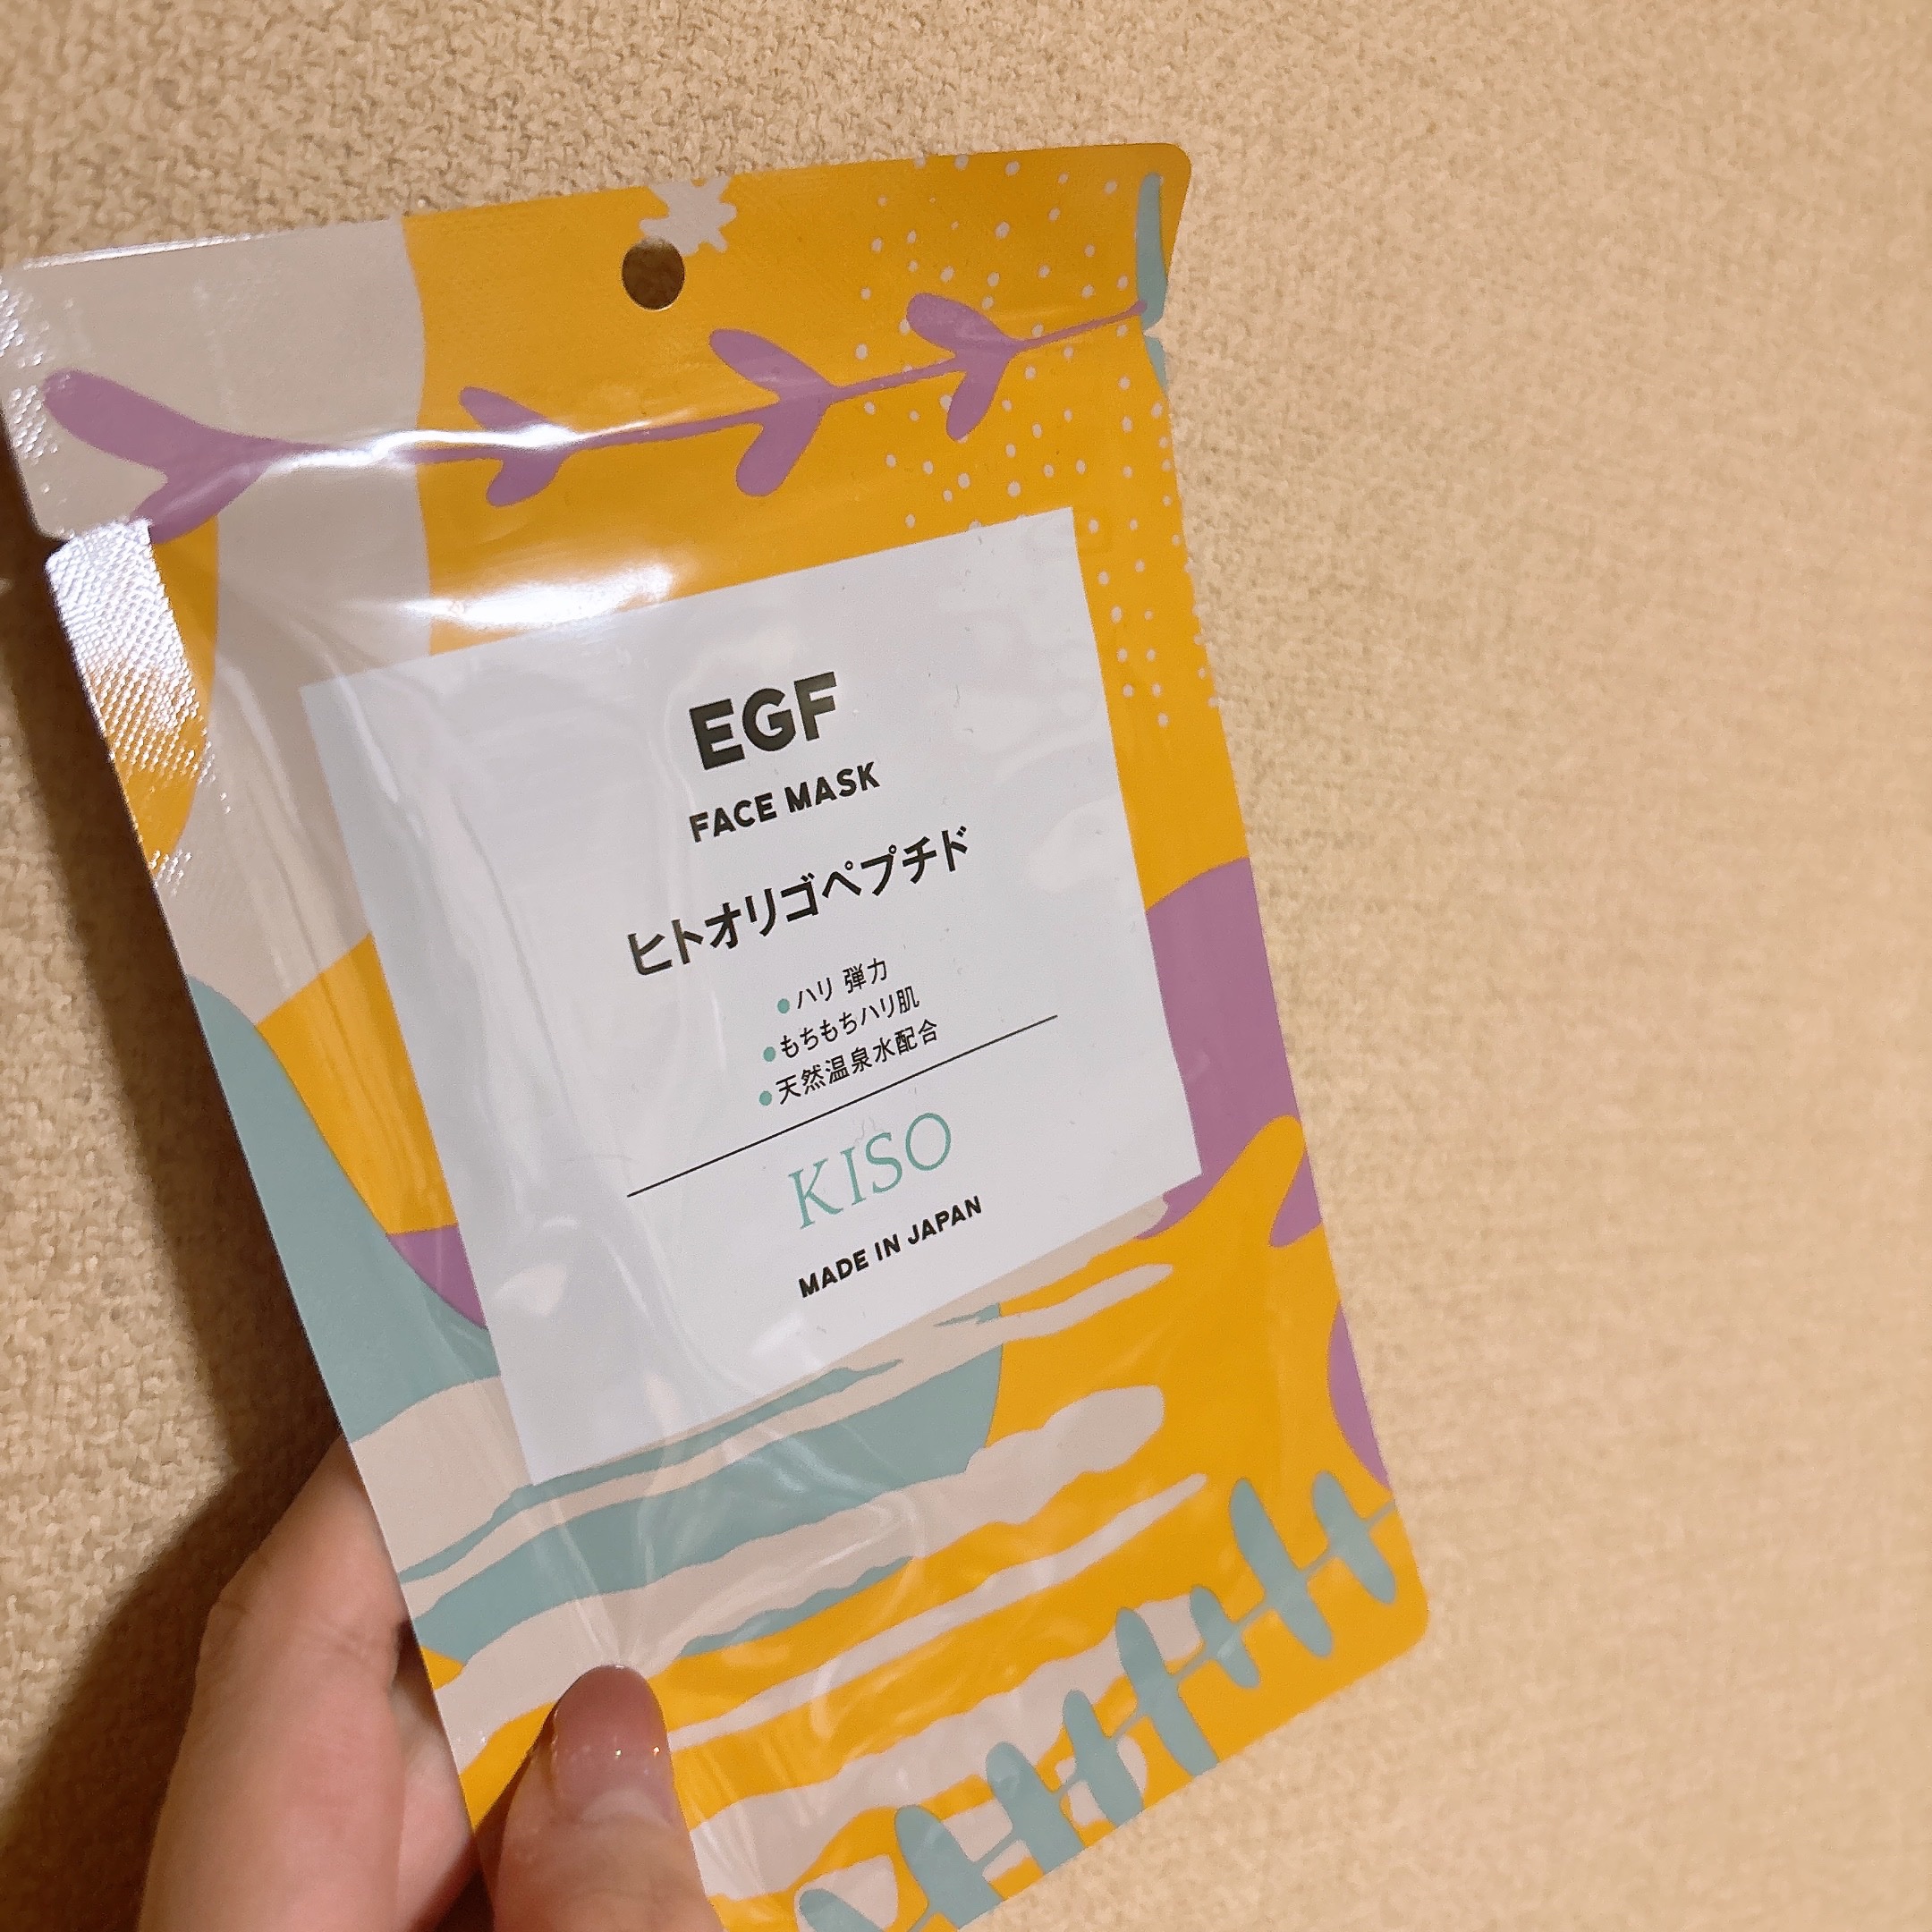 EGF
FACE MASK
ヒトオリゴペプチド
●ハリ 弾力
●もちもちハリ肌
●天然温泉水配合
KISO
MADE IN JAPAN